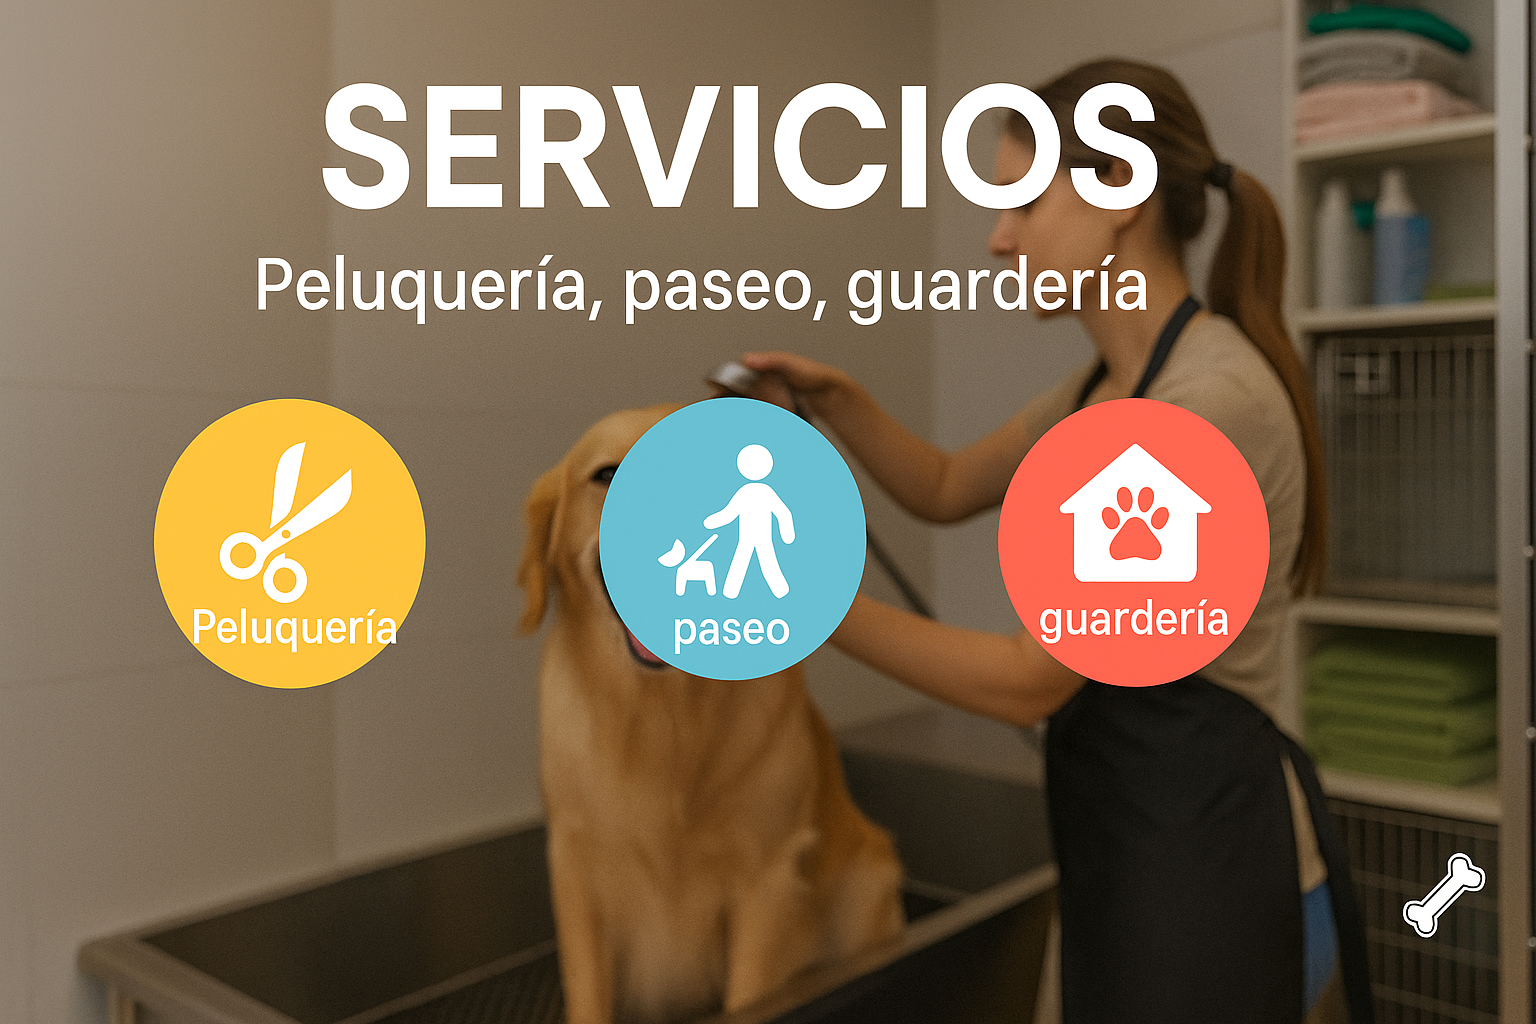 SERVICIOS
Peluquería, paseo, guardería
Peluquería
paseo
guardería